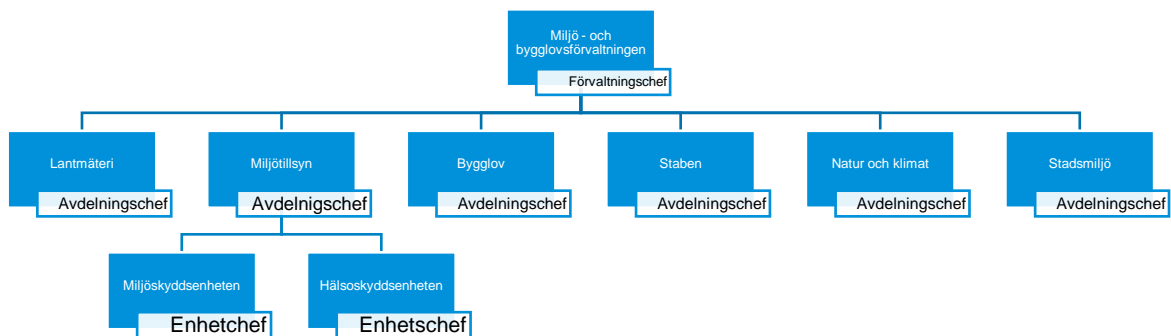 Miljö - och
bygglovsförvaltningen
Förvaltningschef
Lantmäteri
Avdelningschef
Miljötillsyn
Avdelnigschef
Bygglov
Avdelningschef
Staben
Avdelningschef
Natur och klimat
Avdelningschef
Stadsmiljö
Avdelningschef
Miljöskyddsenheten
Enhetchef
Hälsoskyddsenheten
Enhetschef